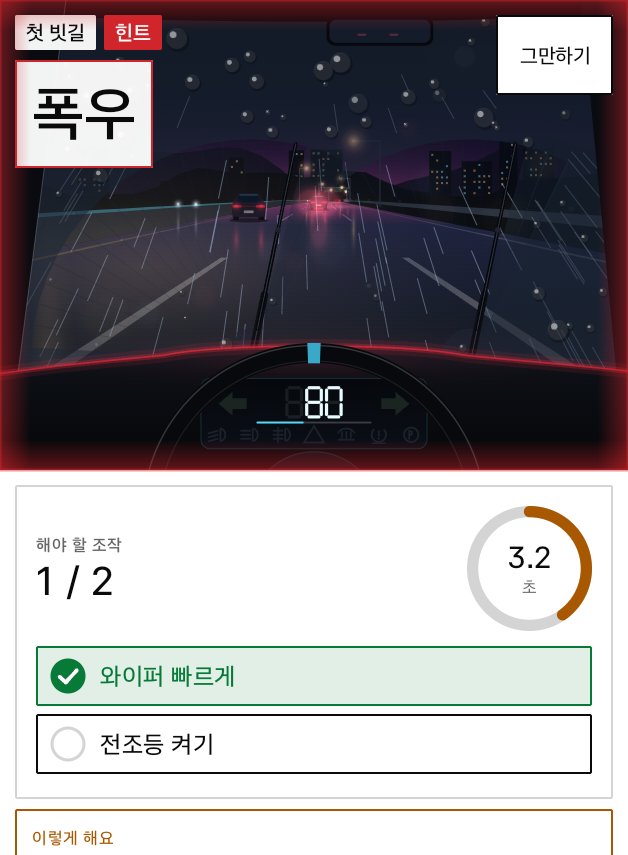 첫 빗길
힌트
그만하기
폭우
80
해야 할 조작
1 / 2
3.2
초
와이퍼 빠르게
전조등 켜기
이렇게 해요